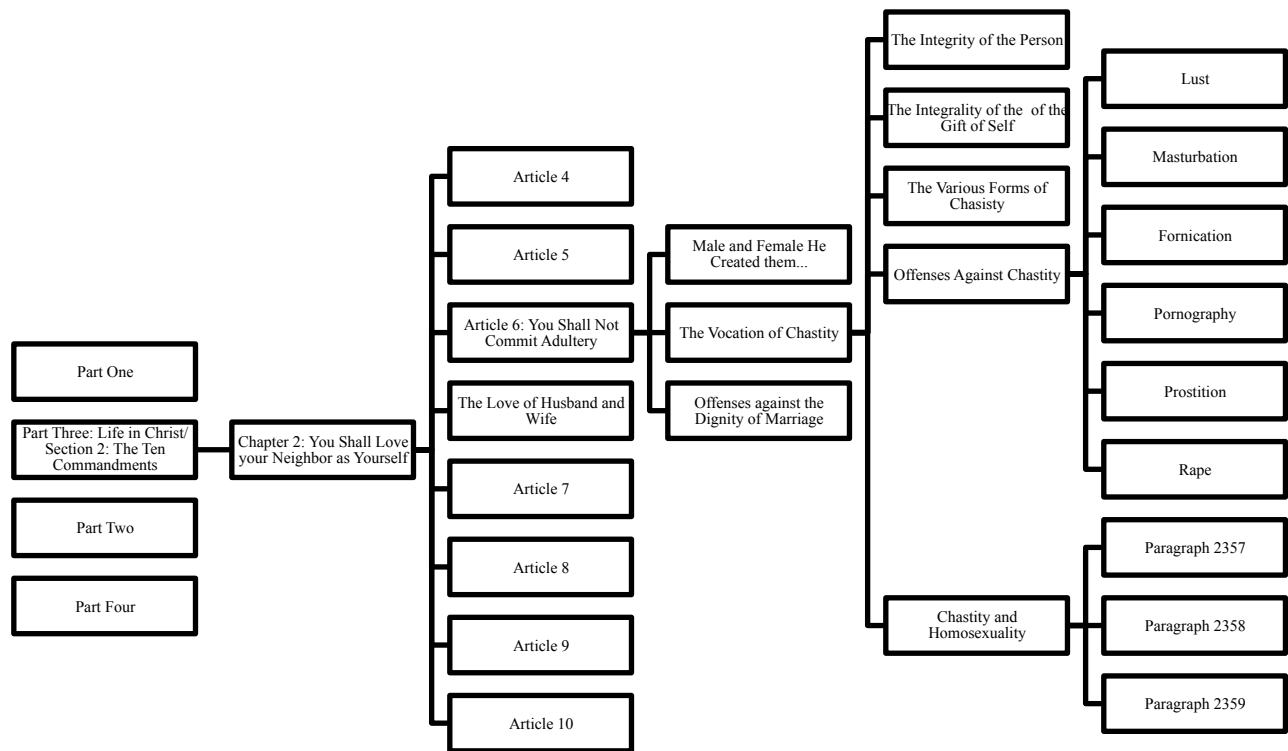 Part One
Part Three: Life in Christ/
Section 2: The Ten
Commandments
Part Two
Part Four
Chapter 2: You Shall Love
your Neighbor as Yourself
Article 4
Article 5
Article 6: You Shall Not
Commit Adultery
The Love of Husband and
Wife
Article 7
Article 8
Article 9
Article 10
Male and Female He
Created them...
The Vocation of Chastity
Offenses against the
Dignity of Marriage
The Integrity of the Person
The Integrality of the of the
Gift of Self
The Various Forms of
Chasisty
Offenses Against Chastity
Chastity and
Homosexuality
Lust
Masturbation
Fornication
Pornography
Prostition
Rape
Paragraph 2357
Paragraph 2358
Paragraph 2359